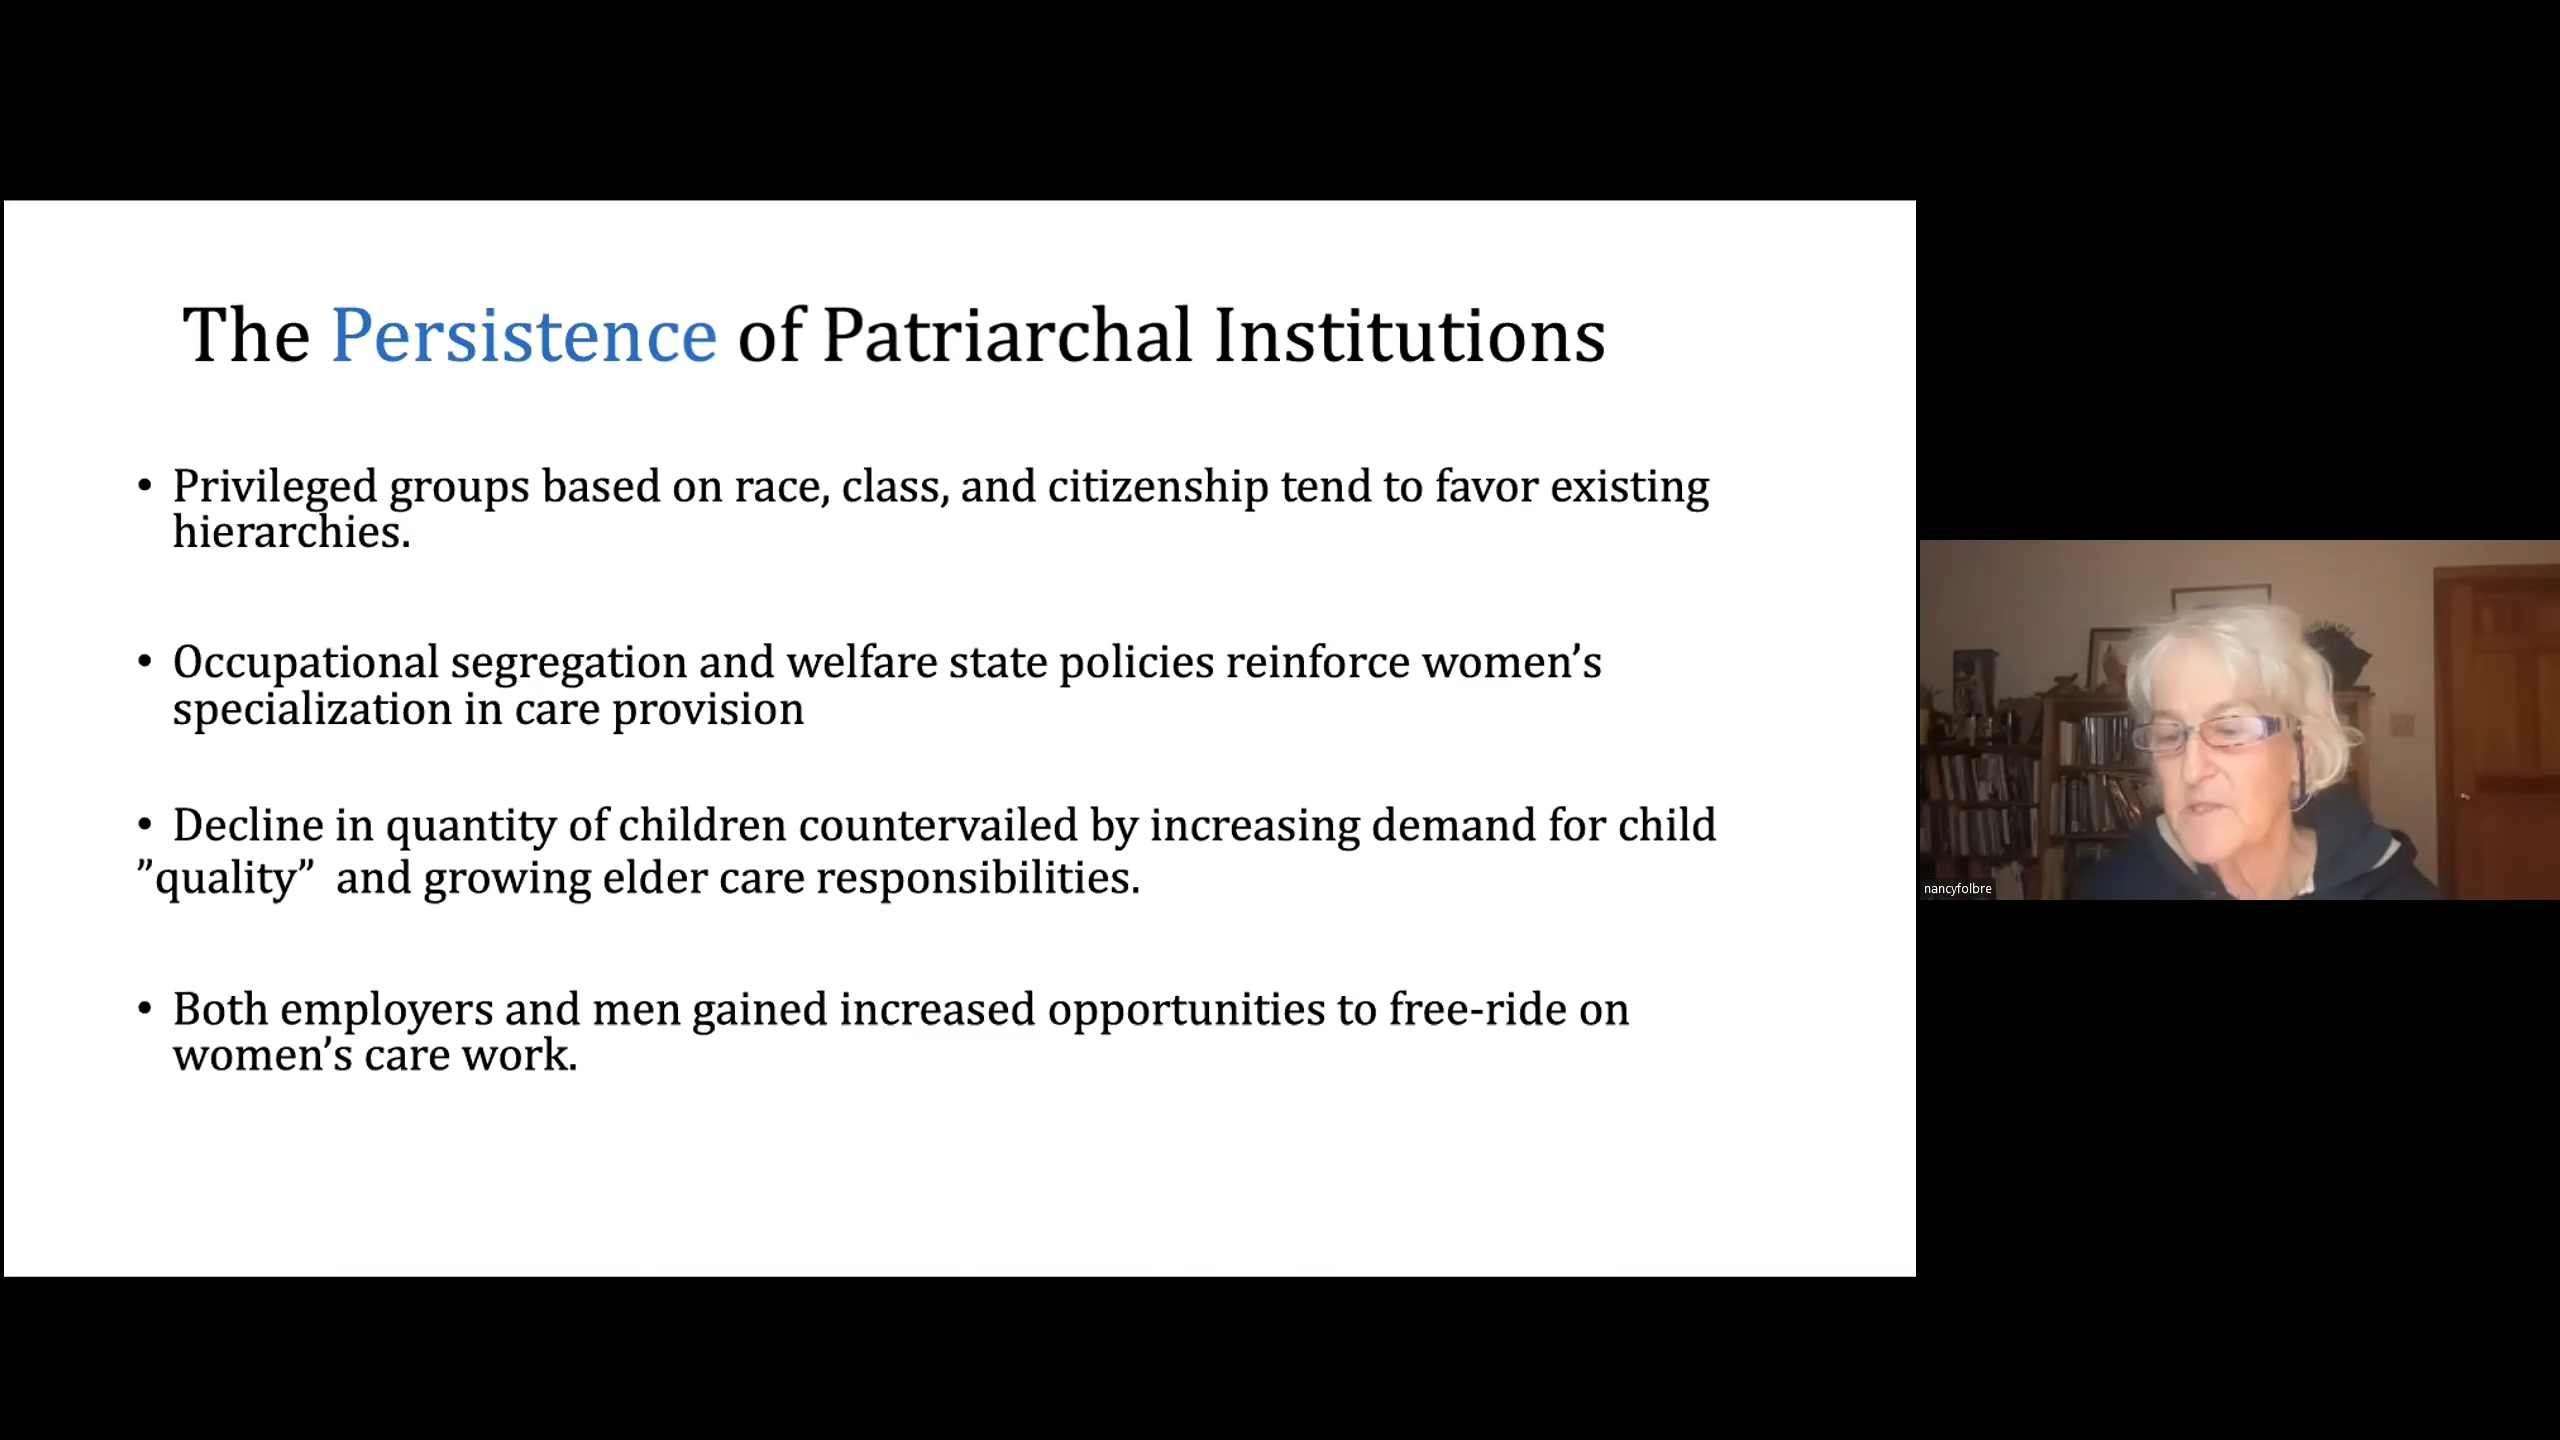 The Persistence of Patriarchal Institutions
• Privileged groups based on race, class, and citizenship tend to favor existing
hierarchies.
• Occupational segregation and welfare state policies reinforce women’s
specialization in care provision
• Decline in quantity of children countervailed by increasing demand for child
”quality”  and growing elder care responsibilities.
• Both employers and men gained increased opportunities to free-ride on
women’s care work.
nancyfolbre